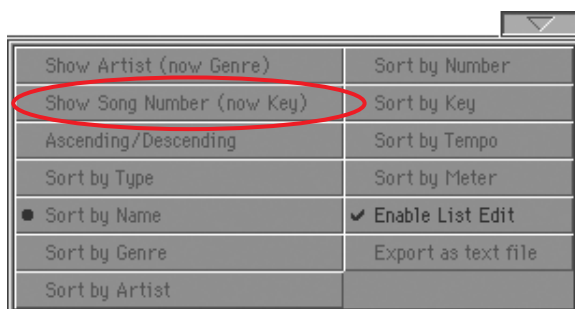 Show Artist (now Genre)
Show Song Number (now Key)
Ascending/Descending
Sort by Type
Sort by Name
Sort by Genre
Sort by Artist
Sort by Number
Sort by Key
Sort by Tempo
Sort by Meter
Enable List Edit
Export as text file